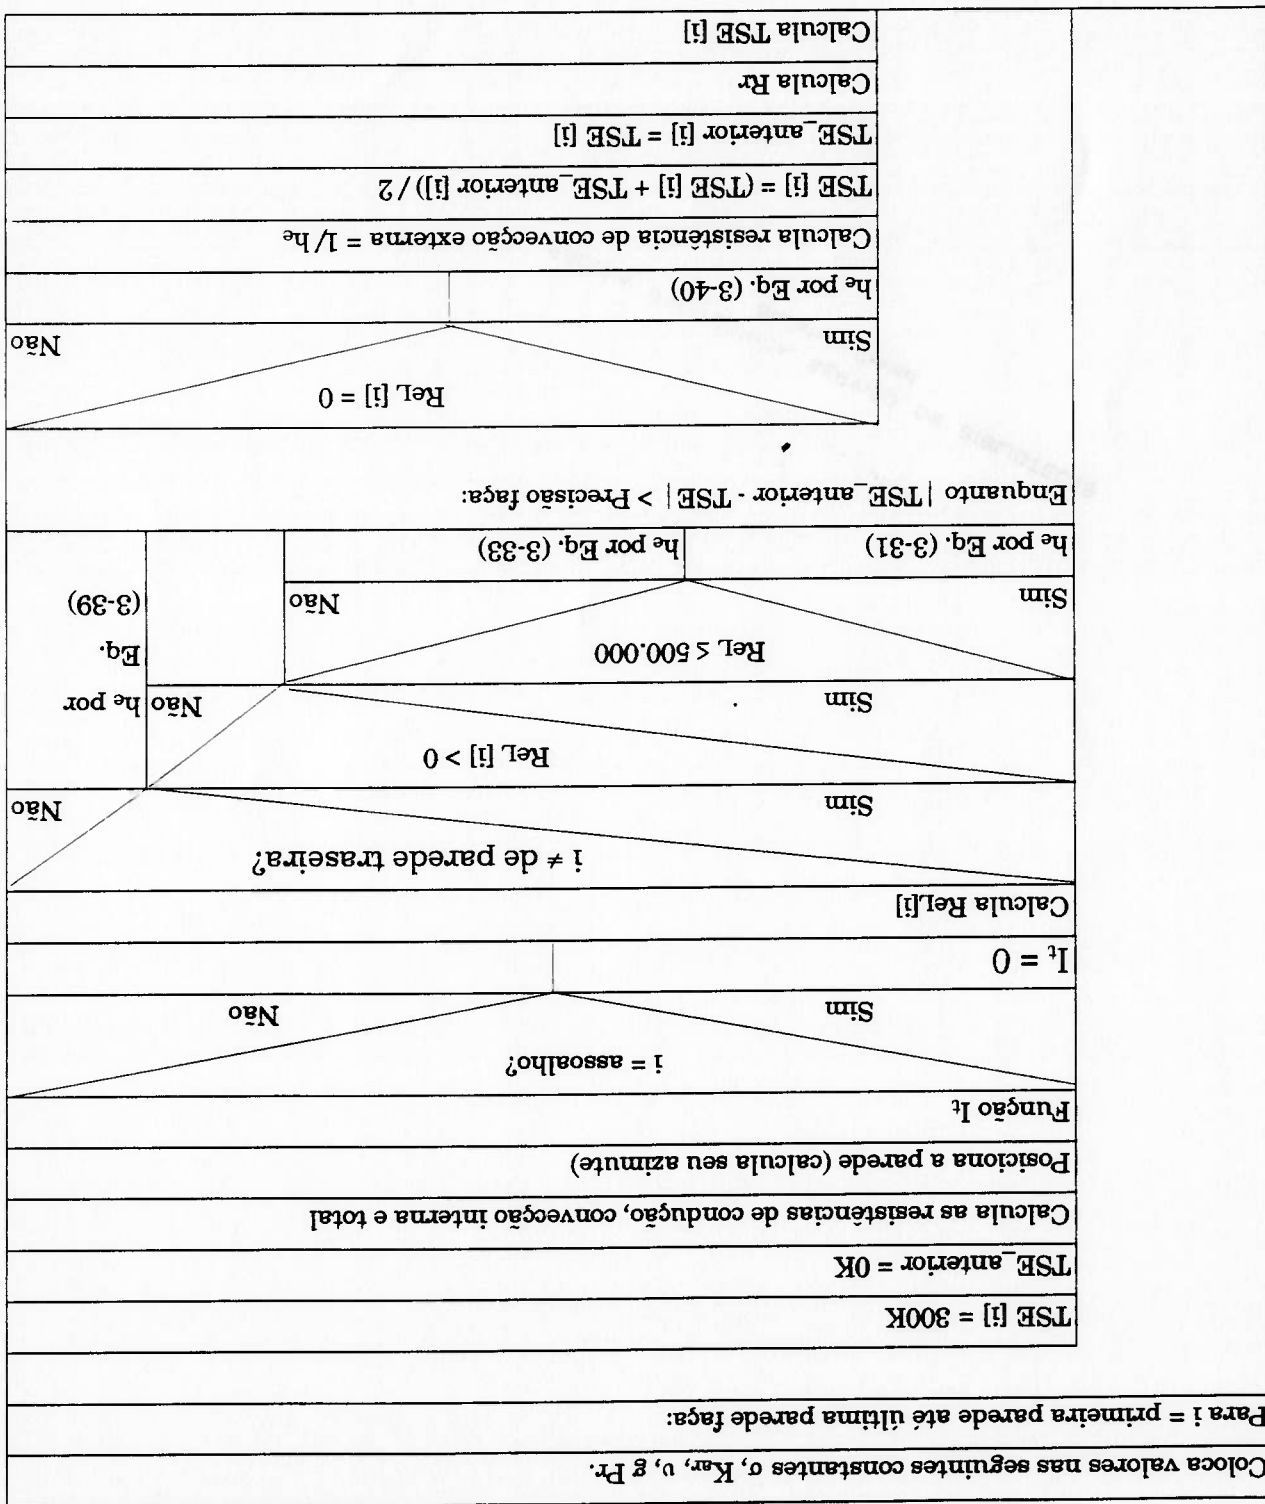 Coloca valores nas seguintes constantes σ, Kar, υ, g Pr.
Para i = primeira parede até última parede faça:
TSE [i] = 300K
TSE_anterior = 0K
Calcula as resistências de condução, convecção interna e total
Posiciona a parede (calcula seu azimute)
Função It
i = assoalho?
Sim Não
It = 0
Calcula ReL[i]
i ≠ de parede traseira?
Sim Não
ReL [i] > 0
Sim Não he por
Eq.
(3-39)
ReL ≤ 500.000
Sim Não
he por Eq. (3-31) he por Eq. (3-33)
Enquanto | TSE_anterior - TSE | > Precisão faça:
ReL [i] = 0
Sim Não
he por Eq. (3-40)
Calcula resistência de convecção externa = 1/he
TSE [i] = (TSE [i] + TSE_anterior [i]) / 2
TSE_anterior [i] = TSE [i]
Calcula Rr
Calcula TSE [i]